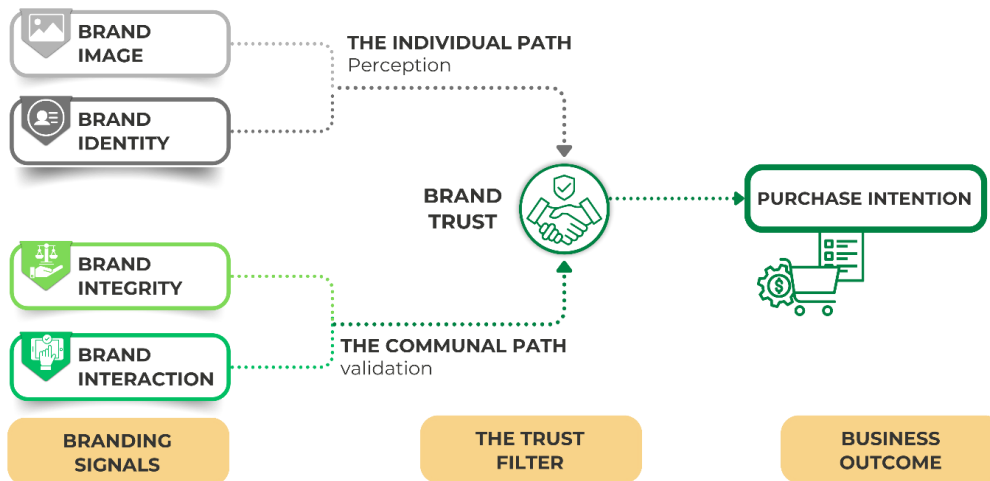 BRAND
IMAGE
THE INDIVIDUAL PATH
Perception
BRAND
IDENTITY
BRAND
TRUST
PURCHASE INTENTION
BRAND
INTEGRITY
$
BRAND
INTERACTION
THE COMMUNAL PATH
validation
BRANDING
SIGNALS
THE TRUST
FILTER
BUSINESS
OUTCOME